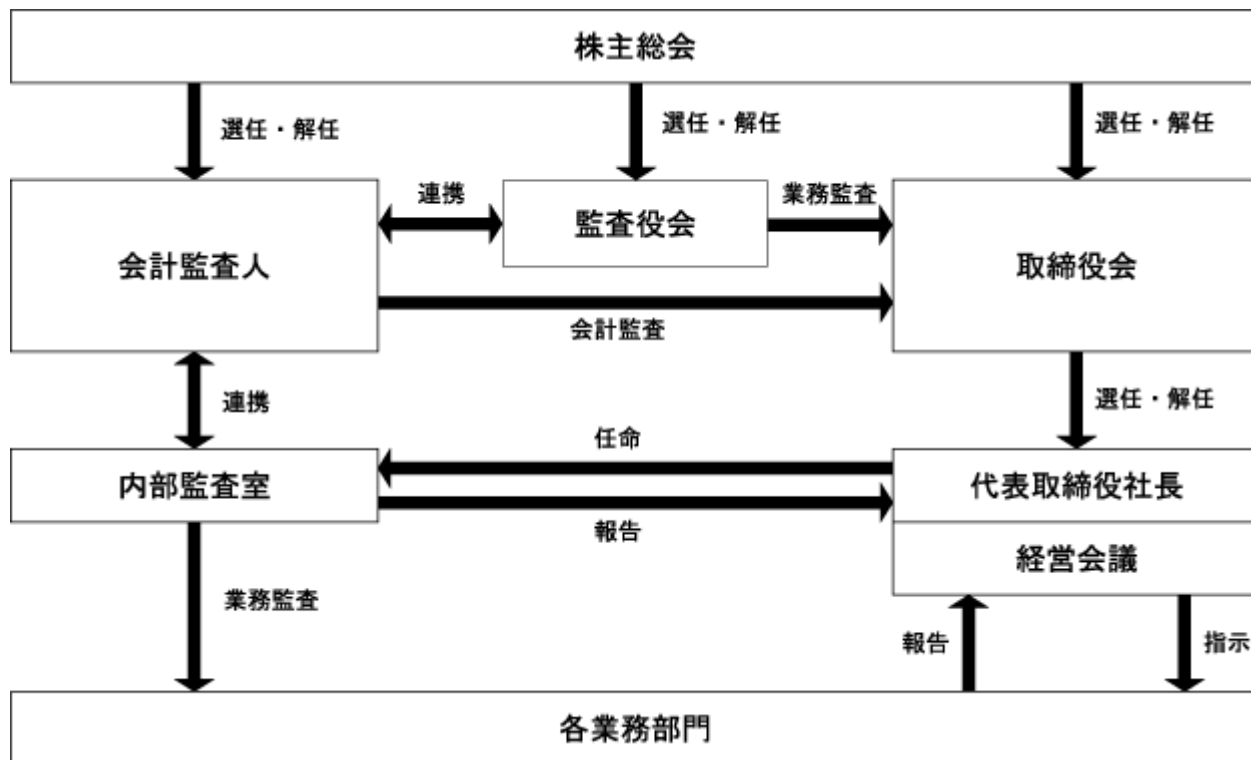 株主総会
選任・解任
選任・解任
選任・解任
会計監査人
連携
監査役会
業務監査
取締役会
会計監査
連携
選任・解任
任命
内部監査室
代表取締役社長
報告
経営会議
業務監査
報告
指示
各業務部門